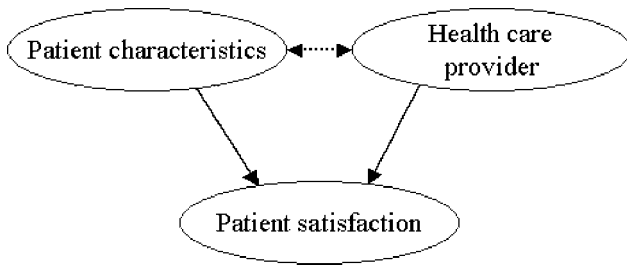 Patient characteristics
Health care
provider
Patient satisfaction